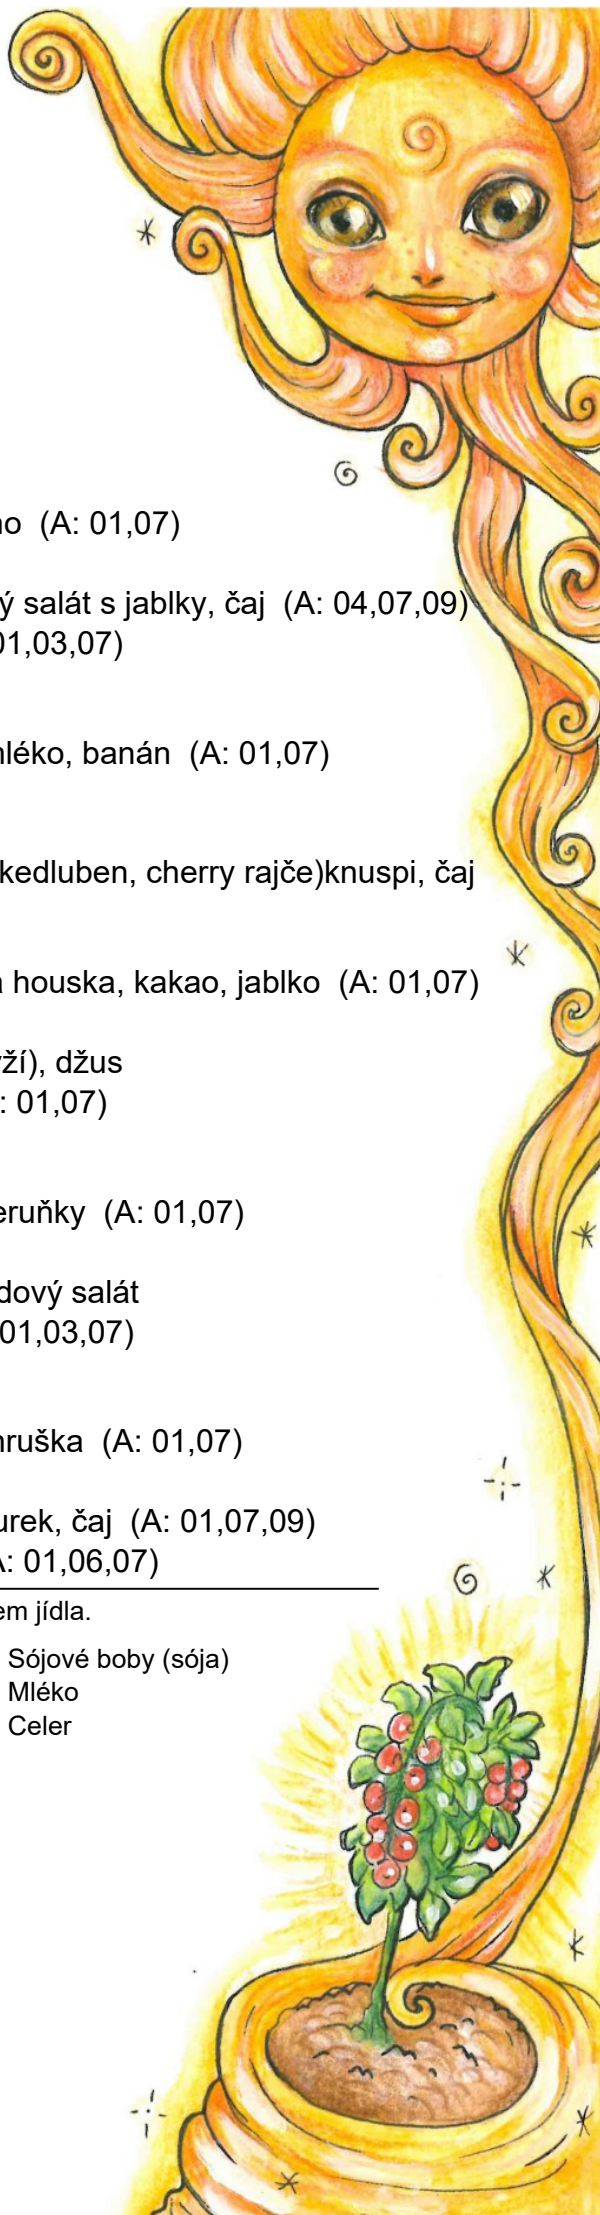 no (A: 01,07)
ý salát s jablky, čaj (A: 04,07,09)
01,03,07)
mléko, banán (A: 01,07)
kedluben, cherry rajče)knuspi, čaj
a houska, kakao, jablko (A: 01,07)
ýží), džus
: 01,07)
eruňky (A: 01,07)
dový salát
01,03,07)
hruška (A: 01,07)
urek, čaj (A: 01,07,09)
A: 01,06,07)
em jídla.
Sójové boby (sója)
Mléko
Celer